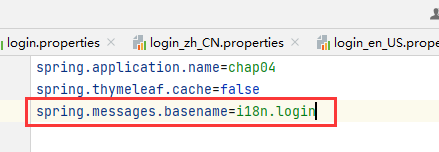 login.properties login_zh_CN.properties login_en_US.properties
spring.application.name=chap04
spring.thymeleaf.cache=false
spring.messages.basename=i18n.login